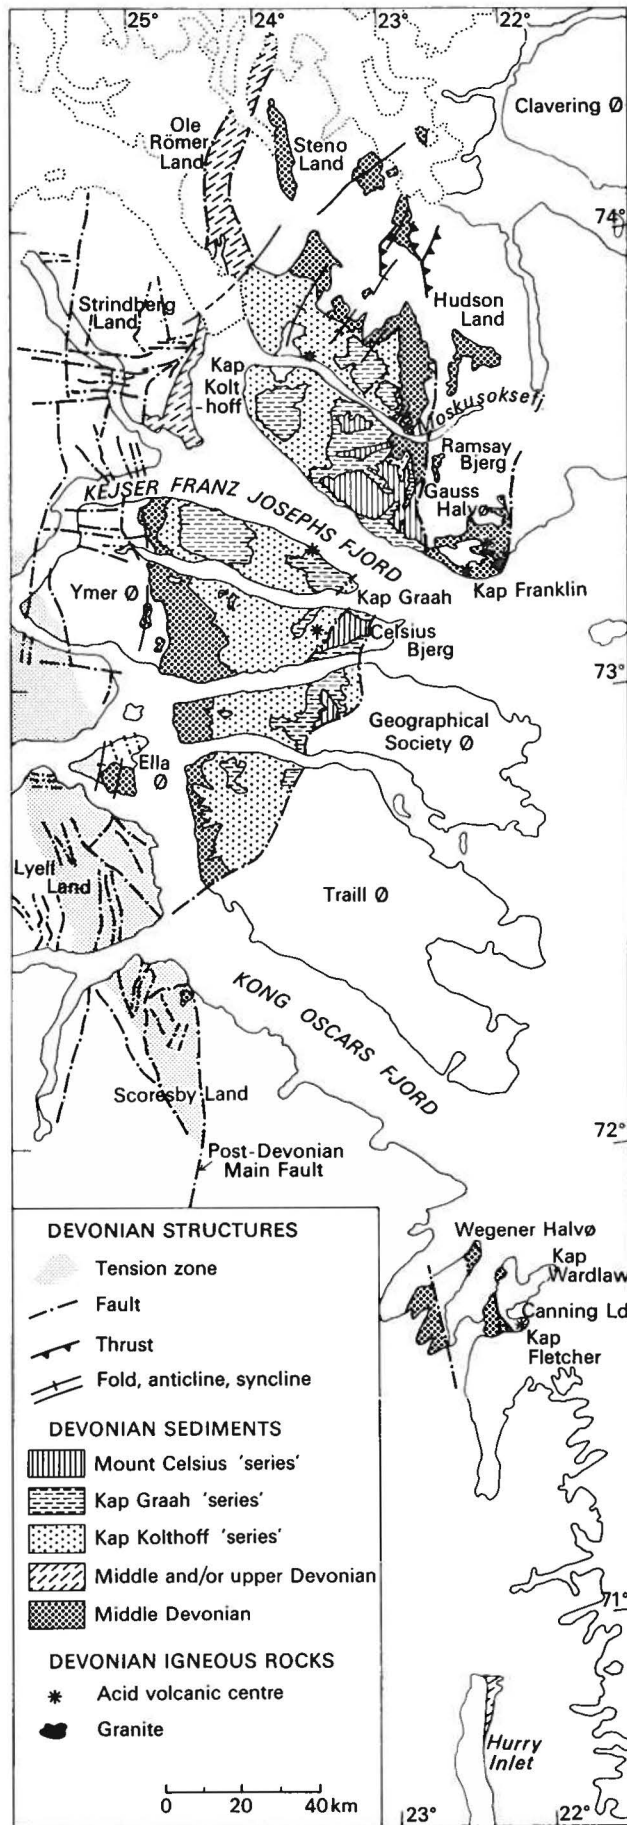 25° 24° 23° 22°
Clavering Ø
Ole
Römer
Land
Steno
Land
74°
Strindberg
Land
Hudson
Land
Kap
Kolt
-hoff
Moskusoksefj
Ramsay
Bjerg
Gauss
Halvø
KEJSER FRANZ JOSEPHS FJORD
Kap Franklin
Ymer Ø
Kap Graah
Celsius
Bjerg
73°
Geographical
Society Ø
Ella
Ø
Lyell
Land
Traill Ø
KONG OSCARS FJORD
Scoresby Land
72°
Post-Devonian
Main Fault
DEVONIAN STRUCTURES
Tension zone
Fault
Thrust
Fold, anticline, syncline
DEVONIAN SEDIMENTS
Mount Celsius 'series'
Kap Graah 'series'
Kap Kolthoff 'series'
Middle and/or upper Devonian
Middle Devonian
DEVONIAN IGNEOUS ROCKS
Acid volcanic centre
Granite
0 20 40 km
Wegener Halvø
Kap
Wardlaw
Canning Ld
Kap
Fletcher
71°
Hurry
Inlet
23° 22°